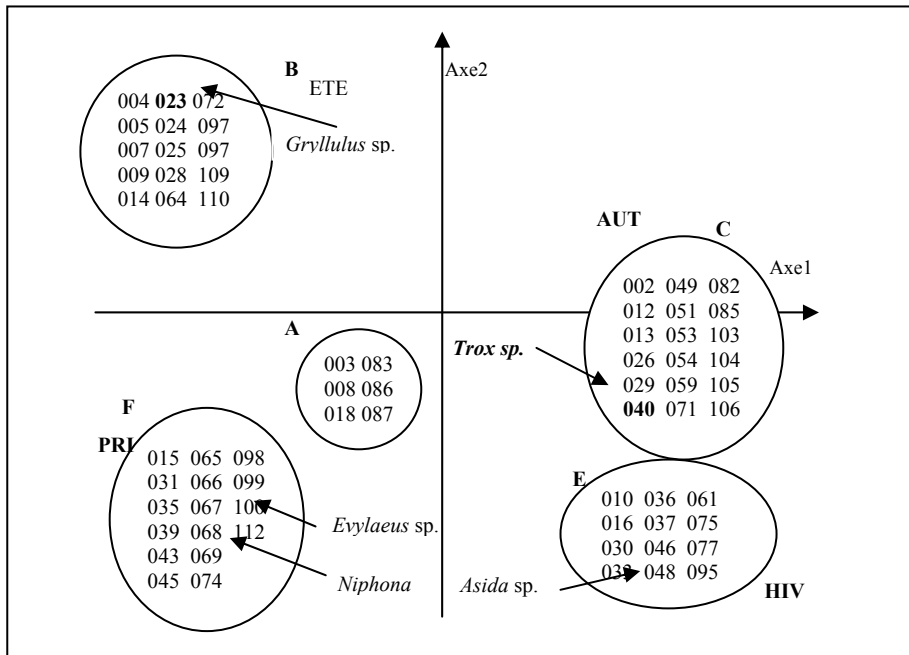 Axe2
B
ETE
004 023 072
005 024 097
007 025 097
009 028 109
014 064 110
Gryllulus sp.
AUT
C
Axe1
002 049 082
012 051 085
013 053 103
026 054 104
029 059 105
040 071 106
Trox sp.
A
003 083
008 086
018 087
F
PRI
015 065 098
031 066 099
035 067 100
039 068 112
043 069
045 074
Evylaeus sp.
Niphona
E
010 036 061
016 037 075
030 046 077
048 095
Asida sp.
HIV